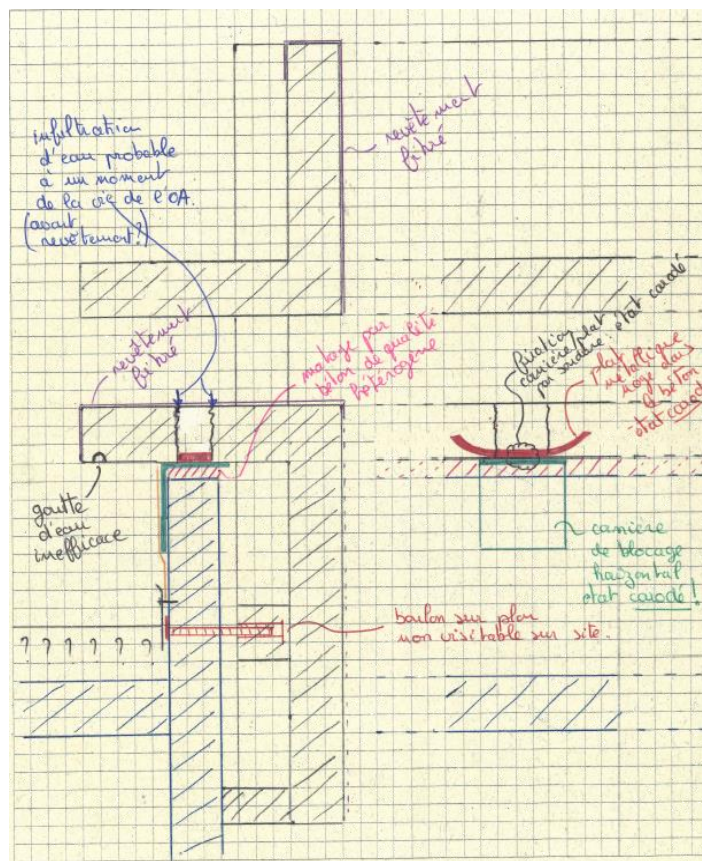 infiltration
d'eau probable
à un moment
de la vie de l'OA.
(avant
revêtement?)
revêtement
filmé
revêtement
filmé
matage par
béton de qualité
hétérogène
fixation
cornière/plat
par soudure: état corrodé
plat
métallique
noyé dans
le béton
état corrodé
goutte
d'eau
inefficace
cornière
de blocage
horizontal
état corrodé!
boulon sur plan
non visitable sur site.
? ? ? ? ? ?